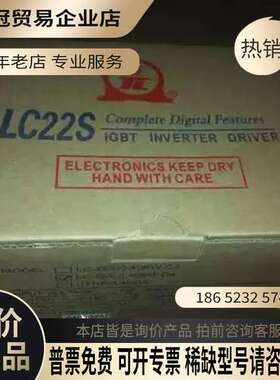 冠贸易企业店
年老店 专业服务
热销
LC22S
Complete Digital Features
IGBT INVERTER DRIVER
ELECTRONICS KEEP DRY
HAND WITH CARE
186 5232 574
价
品
本店皆是询价产品 拍前咨询客服
普票免费 可开专票 稀缺型号请咨询